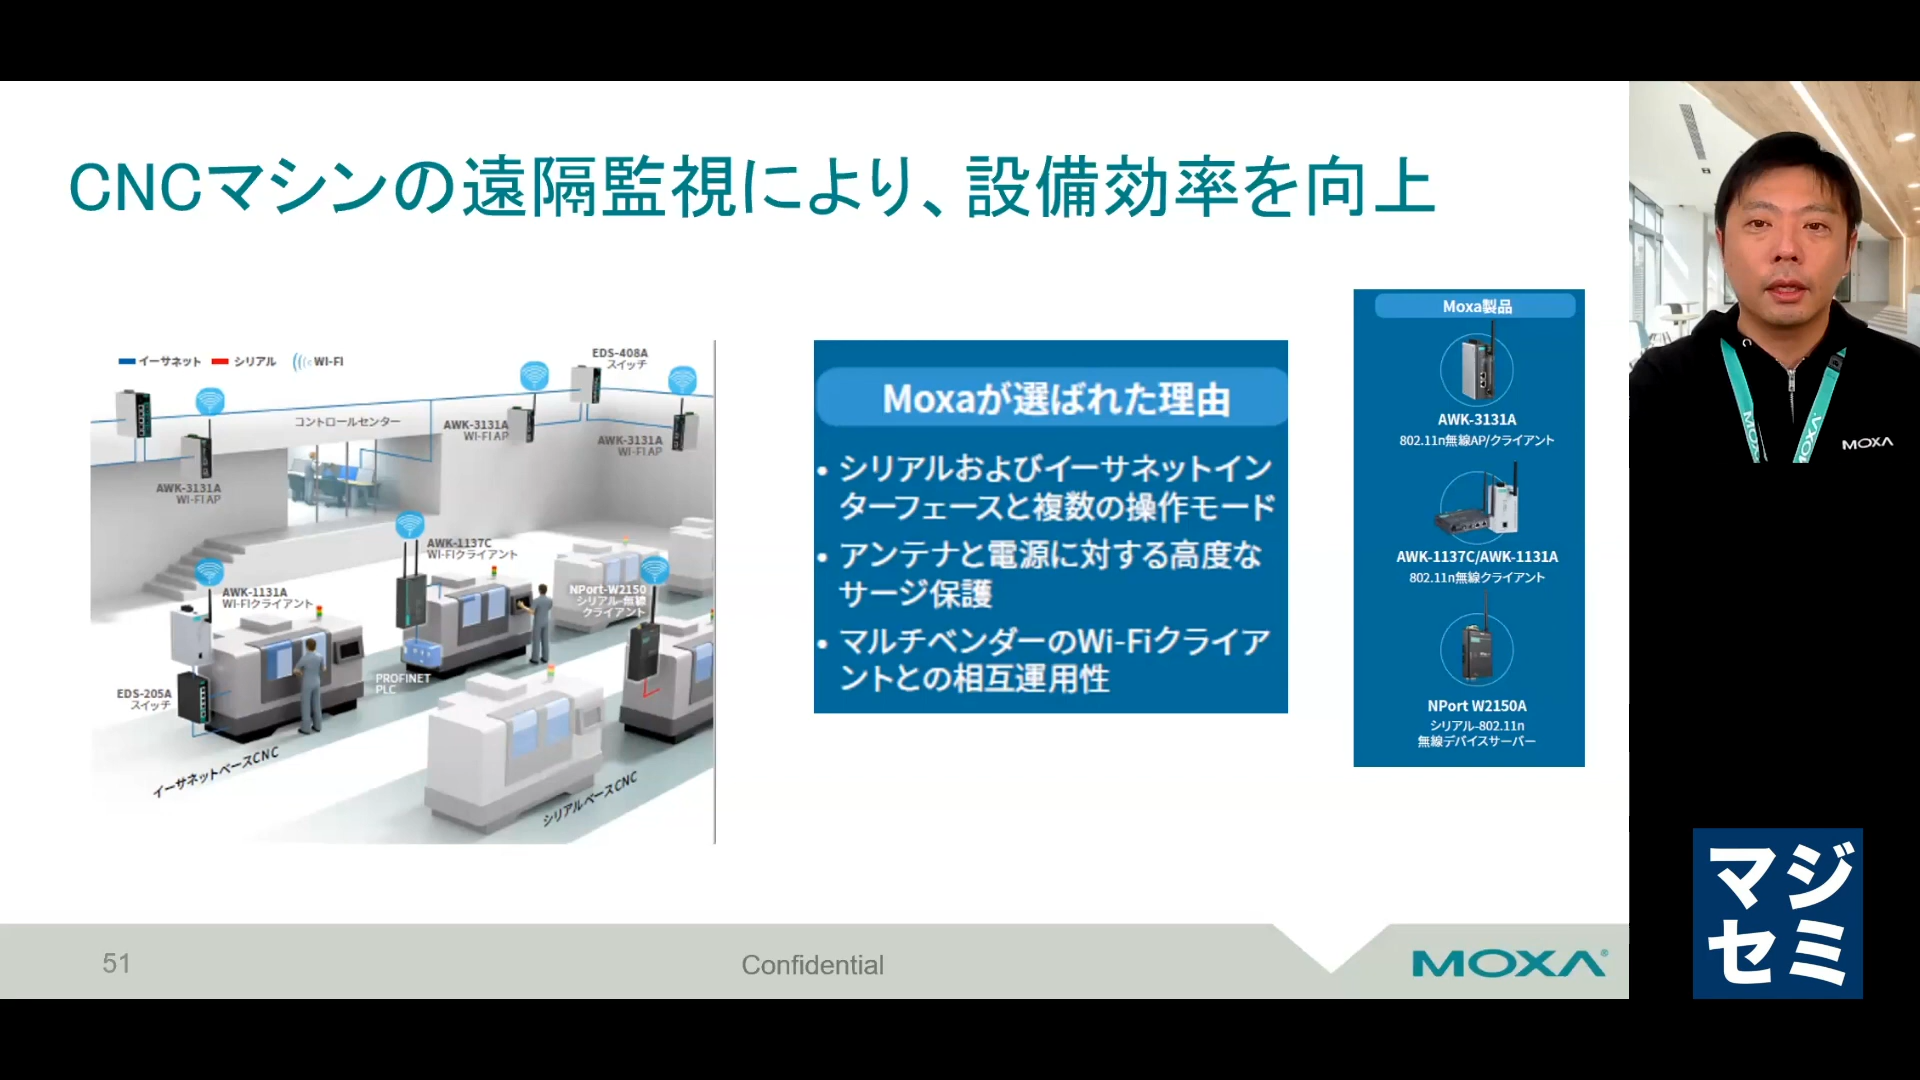 CNCマシンの遠隔監視により、設備効率を向上
イーサネット シリアル WI-FI
EDS-408A
スイッチ
コントロールセンター
AWK-3131A
WI-FI AP
AWK-3131A
WI-FI AP
AWK-3131A
WI-FI AP
AWK-1137C
WI-FIクライアント
AWK-1131A
WI-FIクライアント
NPort-W2150
シリアル-無線
クライアント
EDS-205A
スイッチ
PROFINET
PLC
イーサネットベースCNC
シリアルベースCNC
Moxaが選ばれた理由
• シリアルおよびイーサネットイン
ターフェースと複数の操作モード
• アンテナと電源に対する高度な
サージ保護
• マルチベンダーのWi-Fiクライア
ントとの相互運用性
Moxa製品
AWK-3131A
802.11n無線AP/クライアント
AWK-1137C/AWK-1131A
802.11n無線クライアント
NPort W2150A
シリアル-802.11n
無線デバイスサーバー
MOXA
MOXA
MOXA
51
Confidential
MOXA®
マジ
セミ